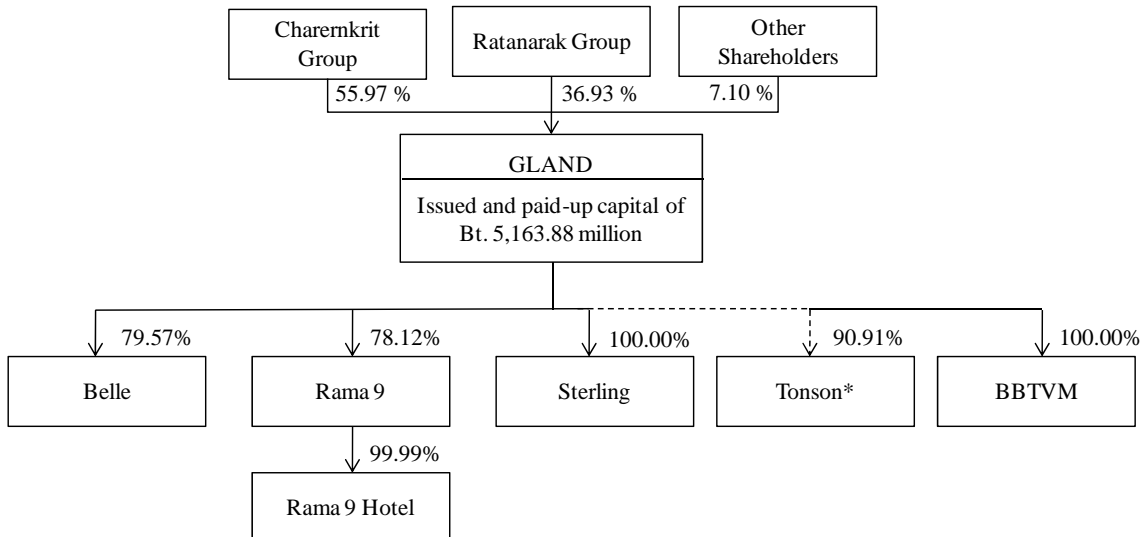 Charernkrit
Group
Ratanarak Group
Other
Shareholders
55.97 %
36.93 %
7.10 %
GLAND
Issued and paid-up capital of
Bt. 5,163.88 million
79.57%
78.12%
100.00%
90.91%
100.00%
Belle
Rama 9
Sterling
Tonson*
BBTVM
99.99%
Rama 9 Hotel